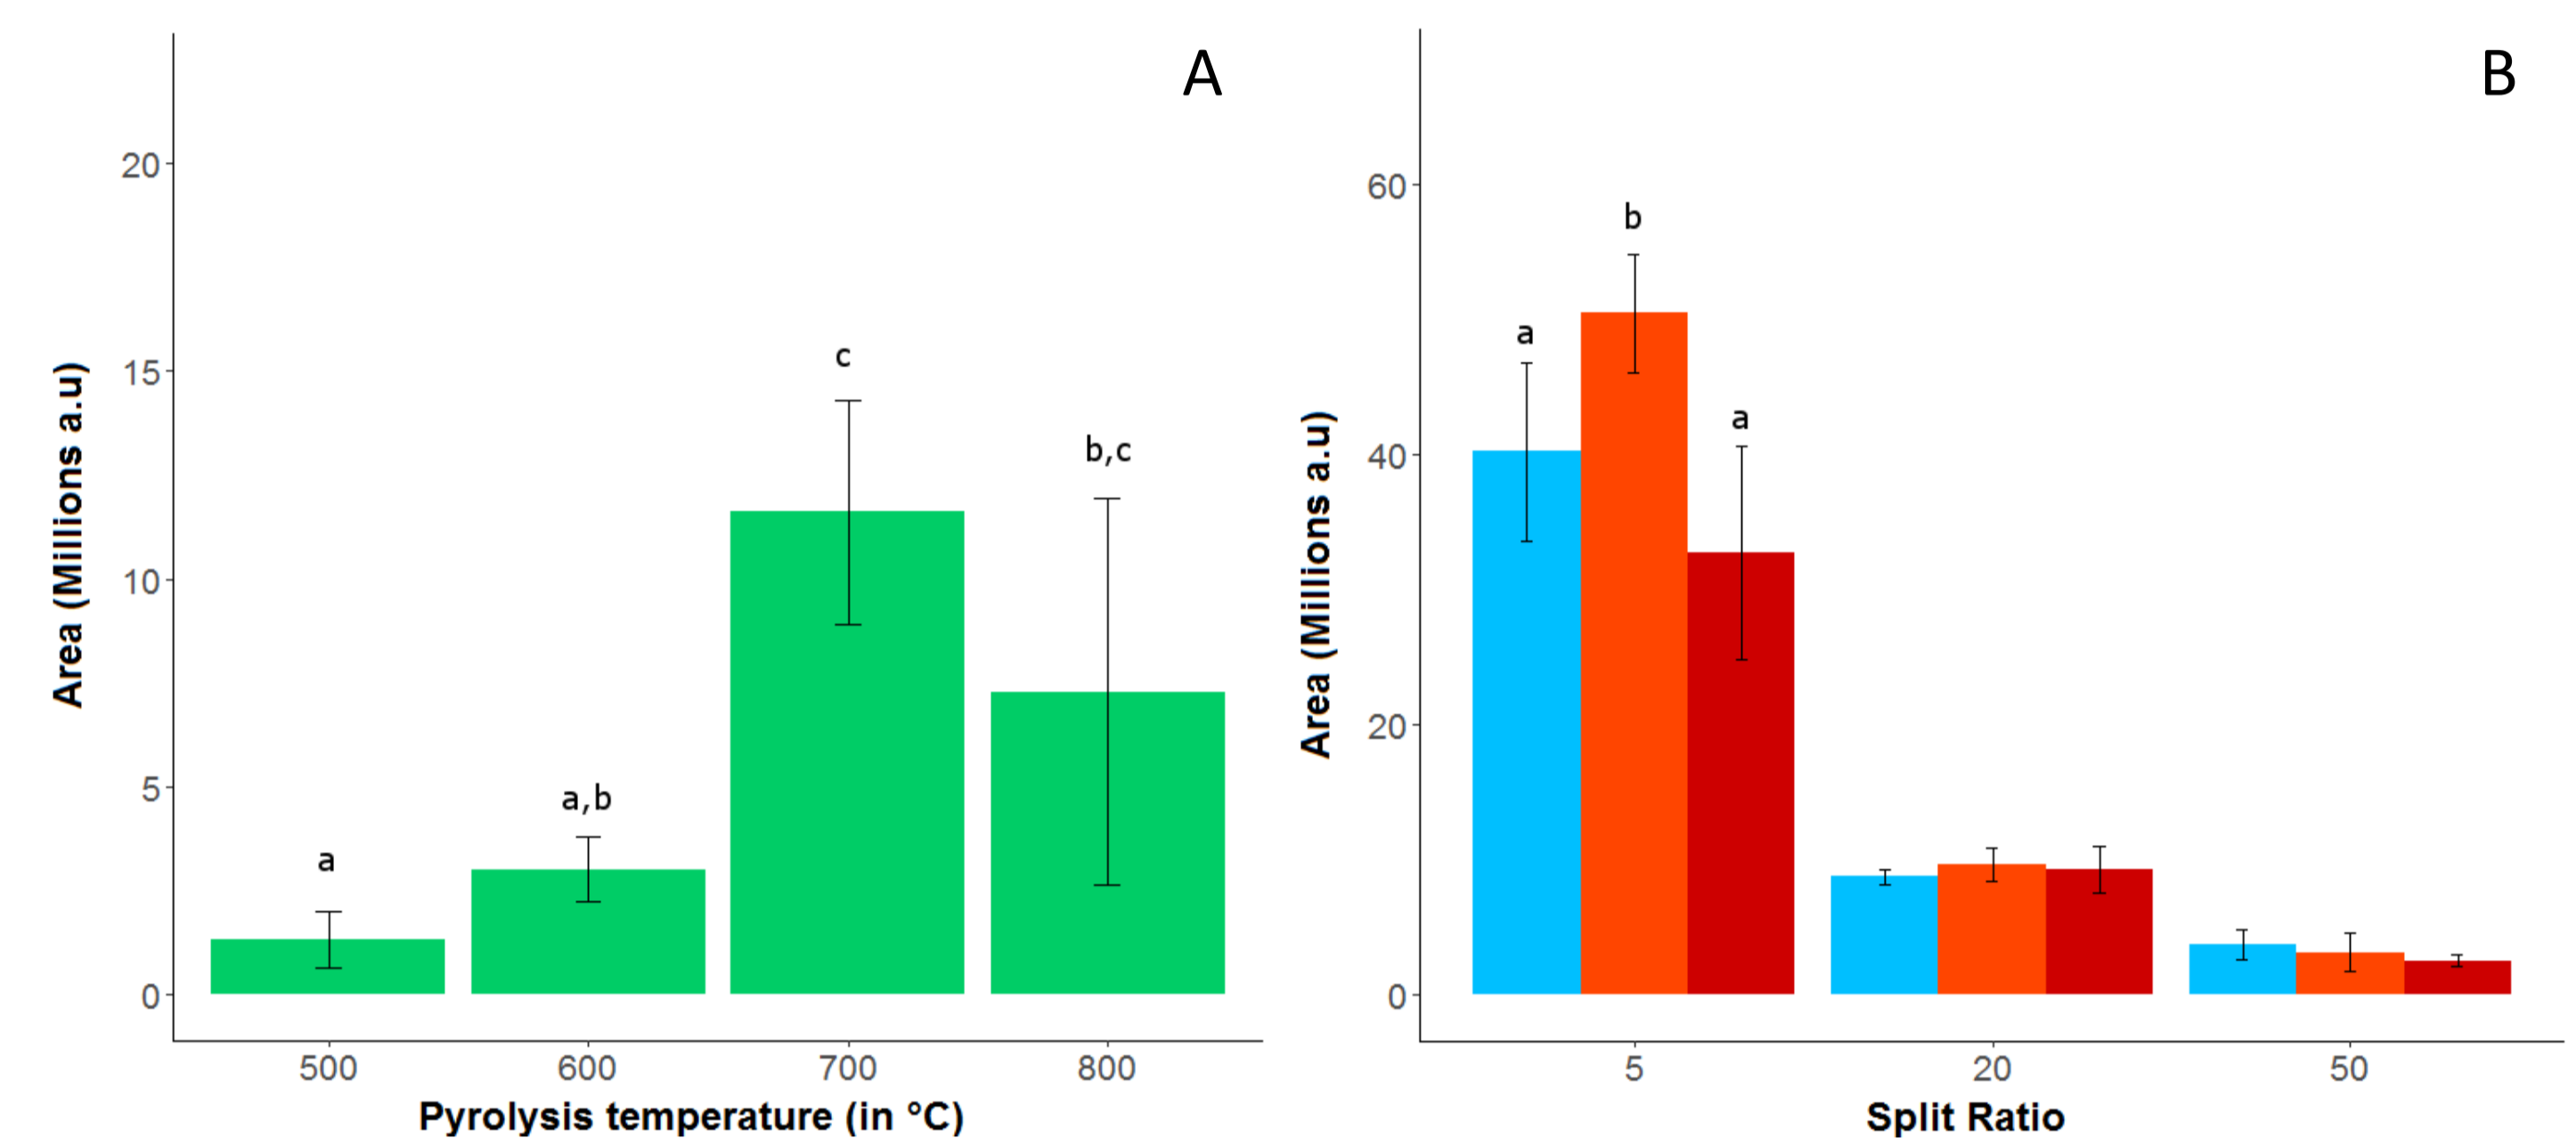 A
Area (Millions a.u)
20
15
10
5
0
a
a,b
c
b,c
500 600 700 800
Pyrolysis temperature (in °C)
B
Area (Millions a.u)
60
40
20
0
a
b
a
5 20 50
Split Ratio